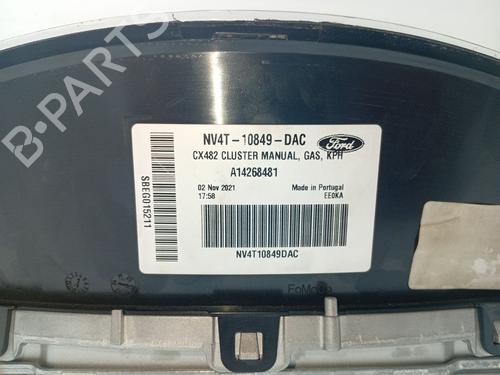 B-PARTS
NV4T-10849-DAC
Ford
CX482 CLUSTER MANUAL, GAS, KPH
A14268481
02 Nov 2021
Made in Portugal
17:58
EE0KA
NV4T10849DAC
SBEG015211
FoMoCo